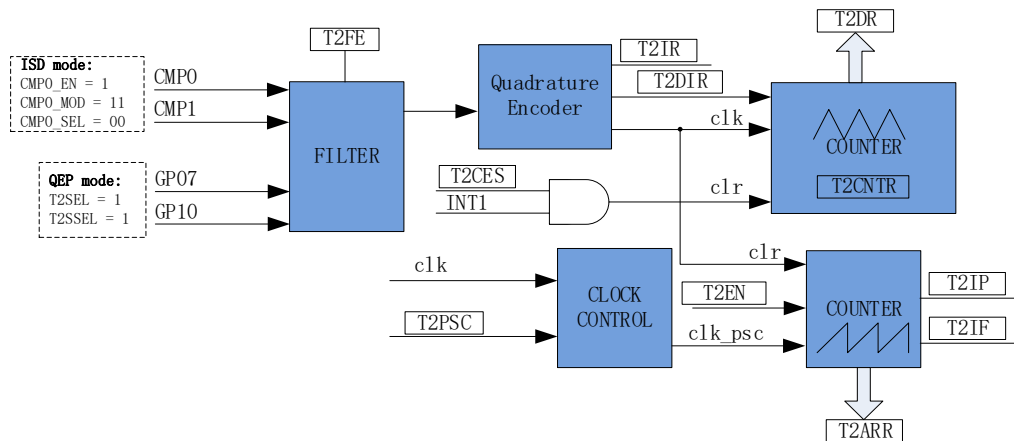 ISD mode:
CMP0_EN = 1
CMP0_MOD = 11
CMP0_SEL = 00
QEP mode:
T2SEL = 1
T2SSEL = 1
CMP0
CMP1
GP07
GP10
T2FE
FILTER
Quadrature
Encoder
T2IR
T2DIR
clk
T2DR
COUNTER
T2CNTR
T2CES
INT1
clr
clk
T2PSC
CLOCK
CONTROL
clr
T2EN
clk_psc
COUNTER
T2IP
T2IF
T2ARR